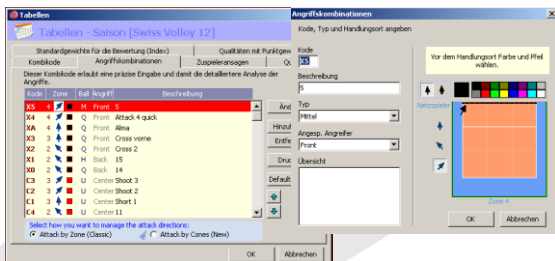 Tabellen
Tabellen - Saison [Swiss Volley 12]
Standardgewichte für die Bewertung (Index)
Qualitäten mit Punktgew
Kombikode
Angriffskombinationen
Zuspieleransagen
Dieser Kombikode erlaubt eine präzise Eingabe und damit die detailliertere Analyse der
Angriffe.
Kode Zone Ball Angriff Beschreibung
X5 4 M Front 5
X4 4 Q Front Attack 4 quick
XA 4 Q Front Alma
X3 3 Q Front Cross vorne
X2 2 Q Front Cross 2
X1 2 H Back 15
X0 2 Q Back 14
C3 4 U Center Shoot 3
C2 3 U Center Shoot 2
C1 3 U Center Short 1
C4 2 U Center 11
Änd
Hinzuf
Entfe
Druc
Default
Select how you want to manage the attack directions:
Attack by Zone (Classic)
Attack by Cones (New)
OK
Abbrechen
Angriffskombinationen
Kode, Typ und Handlungsort angeben
Kode
X5
Beschreibung
5
Typ
Mittel
Angesp. Angreifer
Front
Übersicht
Vor dem Handlungsort Farbe und Pfeil
wählen.
Netzspieler
Zone 4
OK
Abbrechen